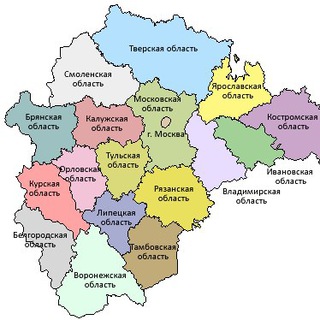 Тверская область
Смоленская
область
Ярославская
область
Московская
область
Костромская
область
Брянская
область
Калужская
область
г. Москва
Тульская
область
Ивановская
область
Орловская
область
Курская
область
Рязанская
область
Владимирская
область
Липецкая
область
Белгородская
область
Тамбовская
область
Воронежская
область